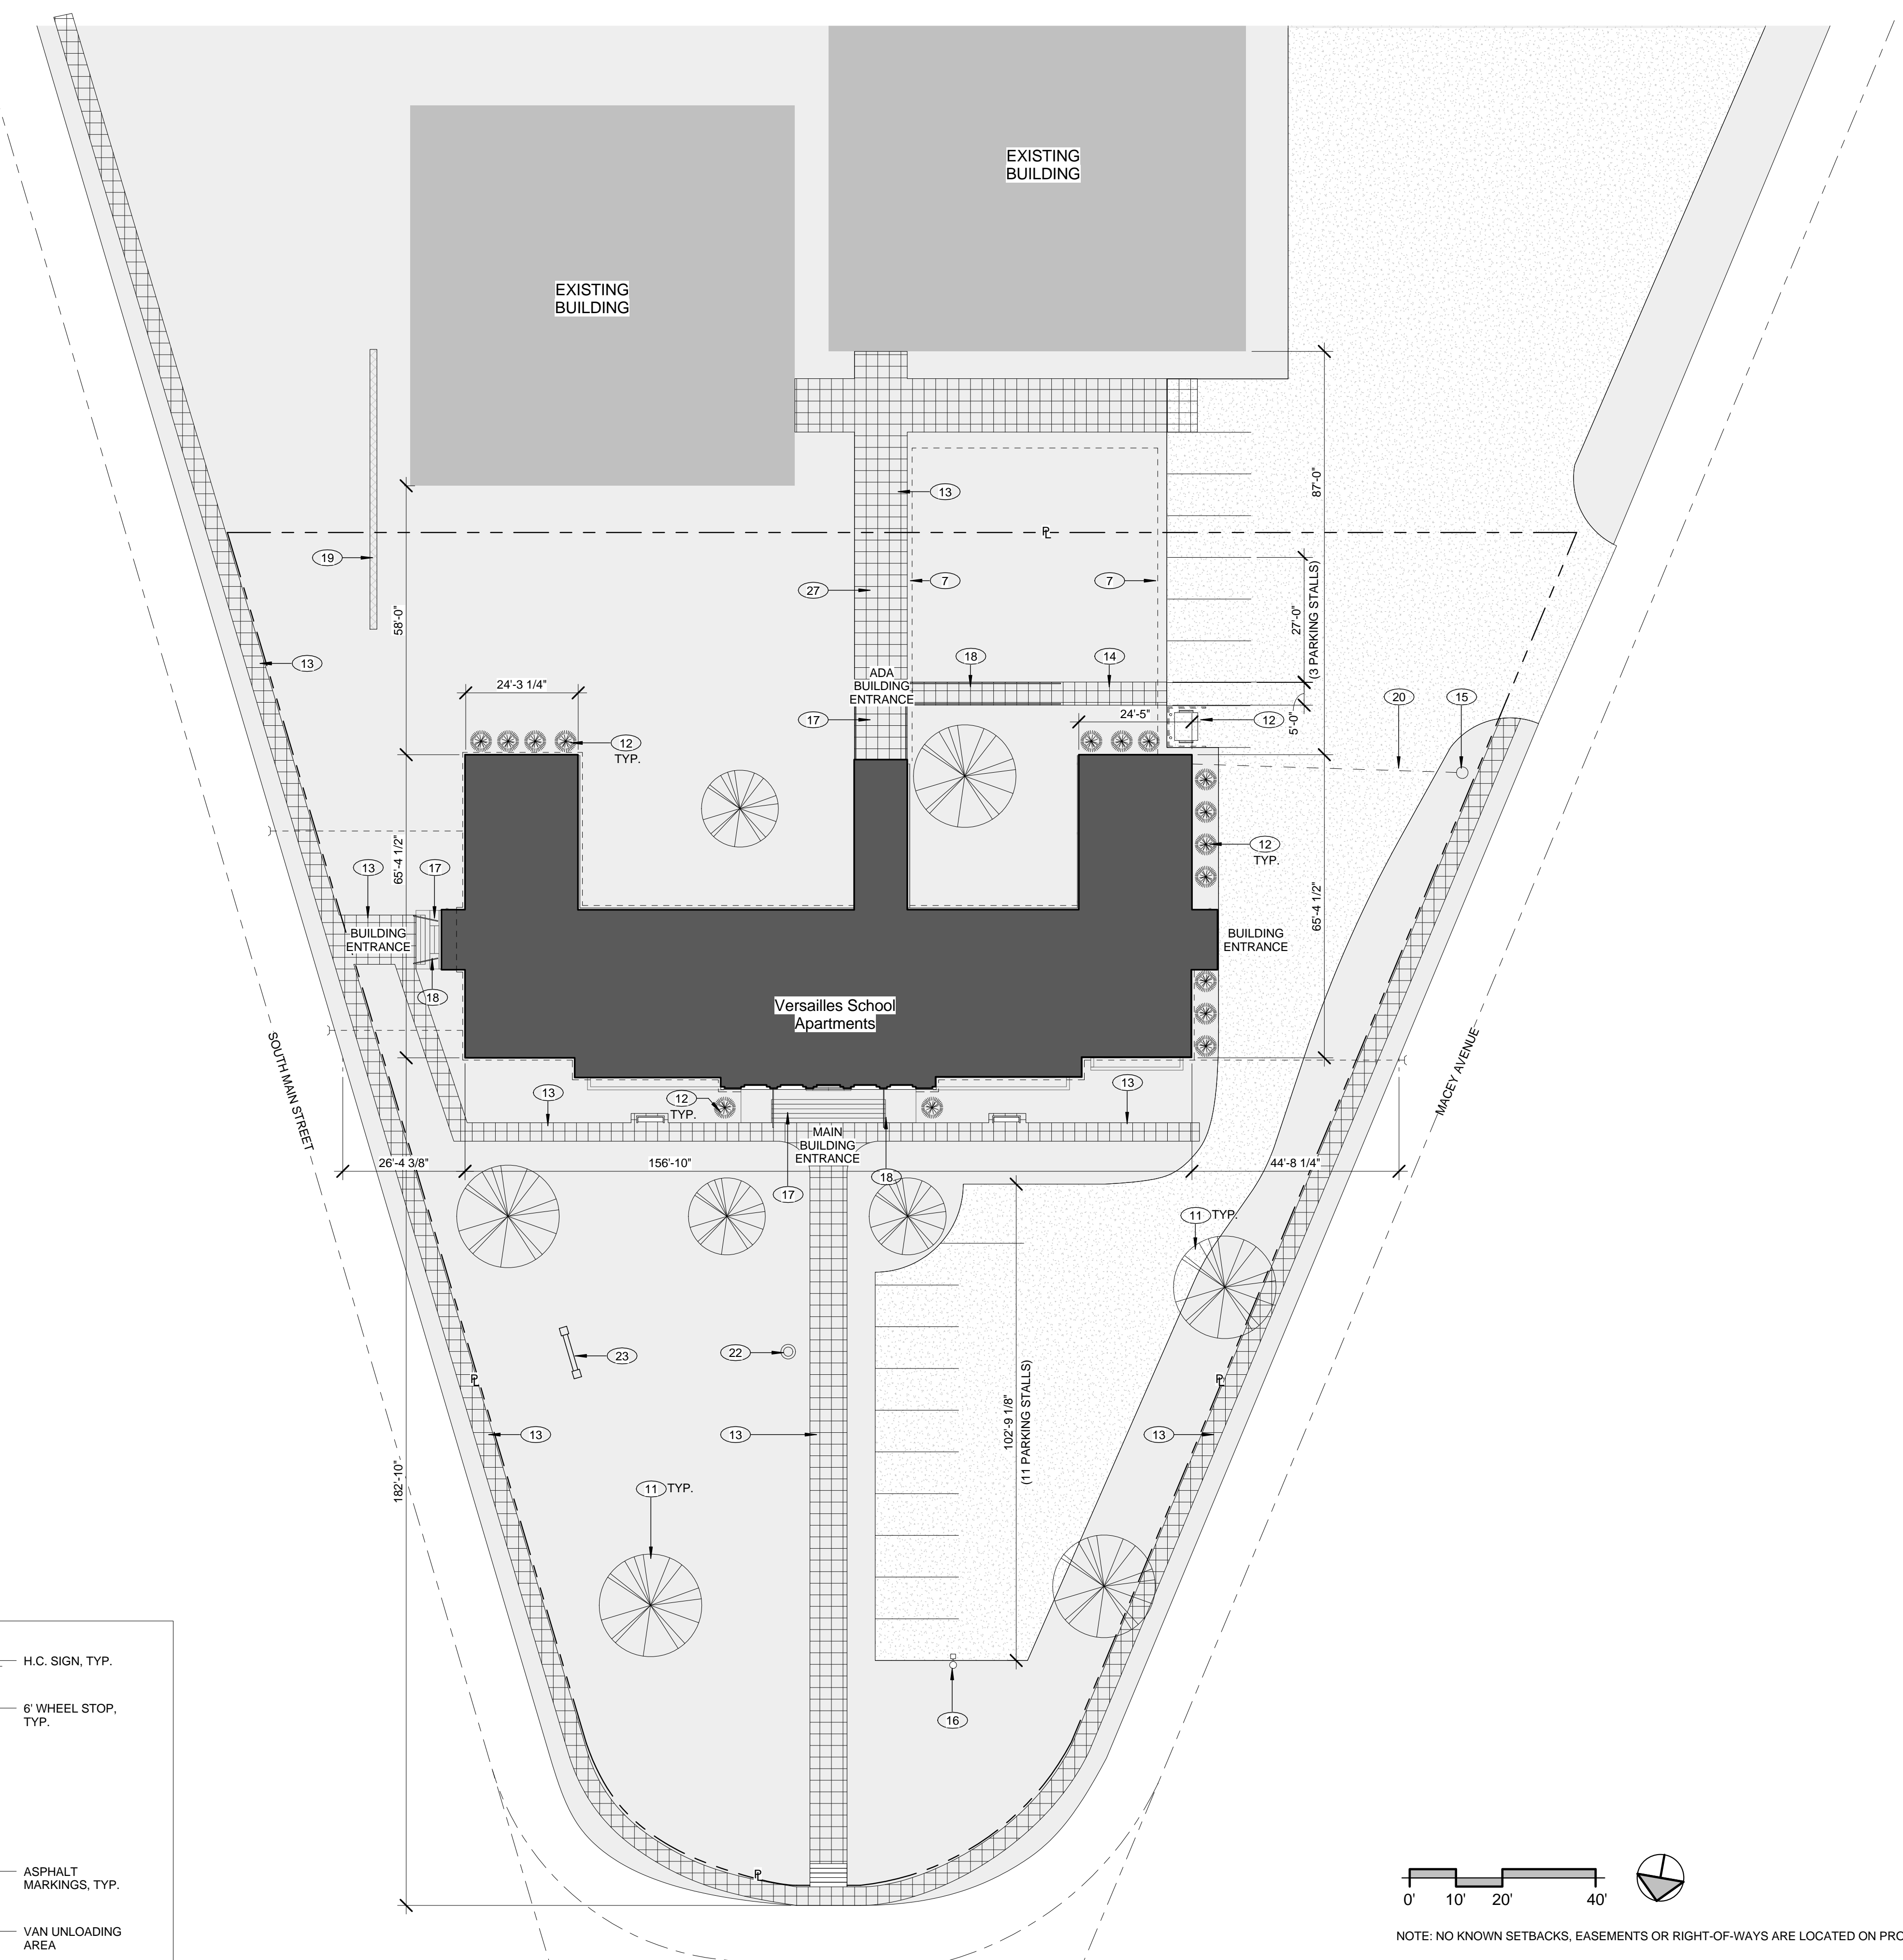 EXISTING
BUILDING
EXISTING
BUILDING
13
87'-0"
PL
19
7
7
27
(3 PARKING STALLS)
27'-0"
58'-0"
13
18
14
ADA
BUILDING
ENTRANCE
24'-3 1/4"
17
24'-5"
12
5'-0"
20
15
12
TYP.
12
TYP.
65'-4 1/2"
13
17
65'-4 1/2"
BUILDING
ENTRANCE
BUILDING
ENTRANCE
18
Versailles School
Apartments
SOUTH MAIN STREET
MACEY AVENUE
13
12
TYP.
13
MAIN
BUILDING
ENTRANCE
26'-4 3/8"
156'-10"
44'-8 1/4"
17
18
11 TYP.
23
22
PL
PL
102'-9 1/8"
(11 PARKING STALLS)
13
13
13
182'-10"
11 TYP.
16
PL
H.C. SIGN, TYP.
6' WHEEL STOP,
TYP.
ASPHALT
MARKINGS, TYP.
VAN UNLOADING
AREA
0' 10' 20' 40'
NOTE: NO KNOWN SETBACKS, EASEMENTS OR RIGHT-OF-WAYS ARE LOCATED ON PRO